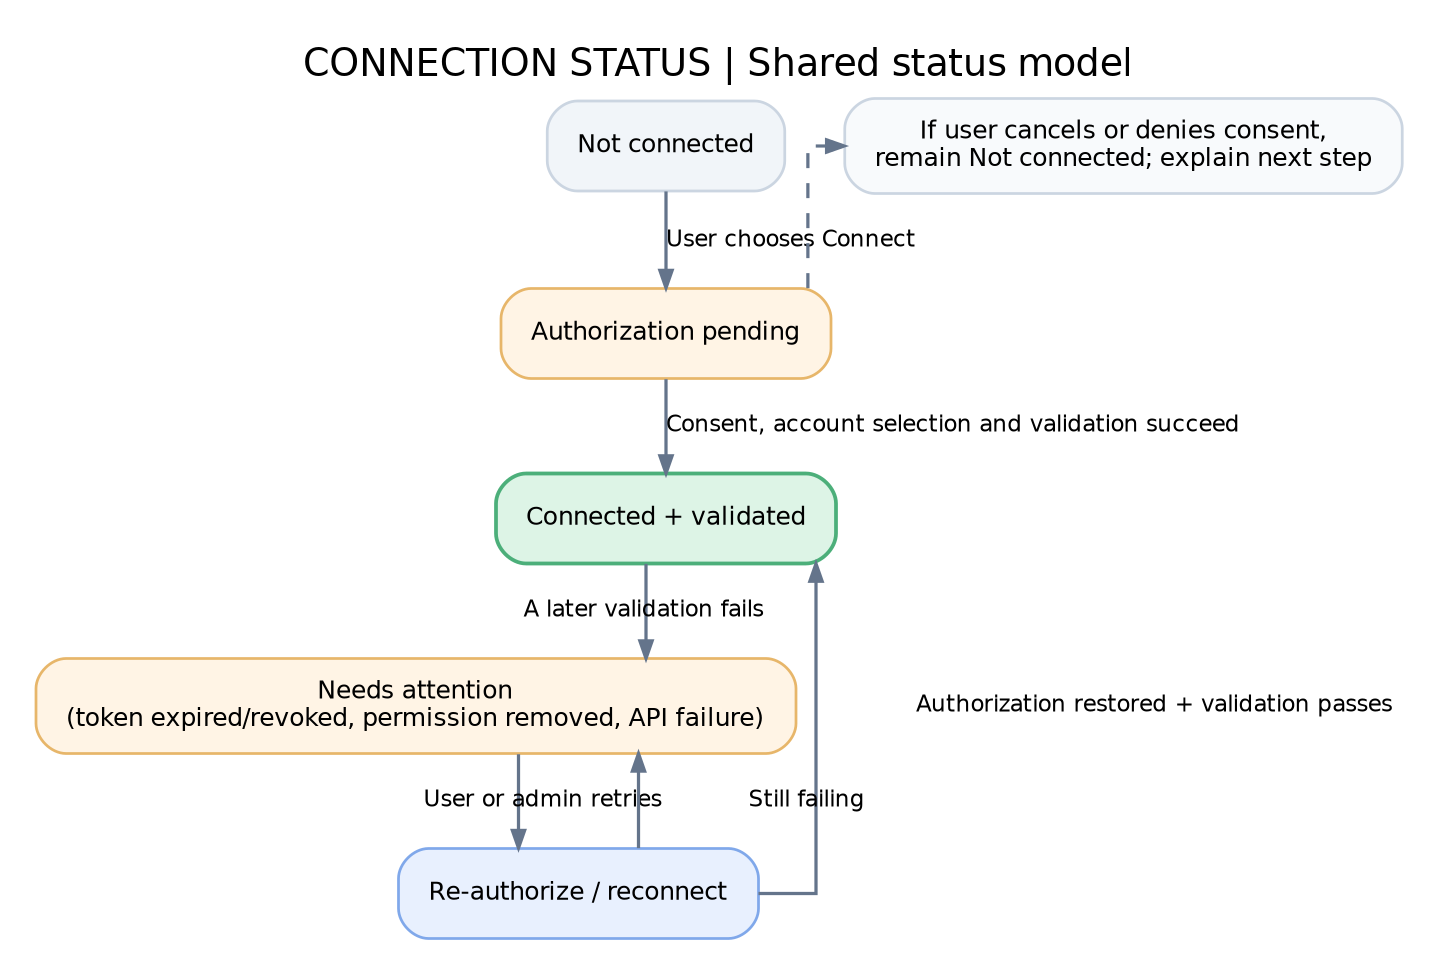 CONNECTION STATUS | Shared status model
Not connected
If user cancels or denies consent,
remain Not connected; explain next step
User chooses Connect
Authorization pending
Consent, account selection and validation succeed
Connected + validated
A later validation fails
Needs attention
(token expired/revoked, permission removed, API failure)
Authorization restored + validation passes
User or admin retries
Still failing
Re-authorize / reconnect